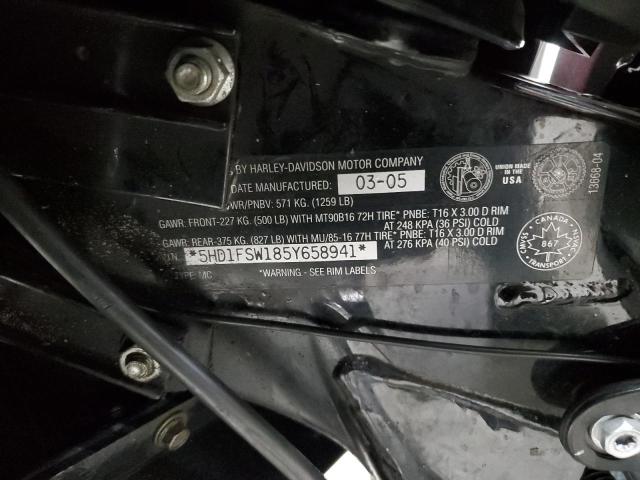 S BY HARLEY-DAVIDSON MOTOR COMPANY
DATE MANUFACTURED: 03-05
WR/PNBV: 571 KG. (1259 LB)
GAWR: FRONT-227 KG. (500 LB) WITH MT90B16 72H TIRE* PNBE: T16 X 3.00 D RIM
AT 248 KPA (36 PSI) COLD
GAWR: REAR-375 KG. (827 LB) WITH MU/85-16 77H TIRE* PNBE: T16 X 3.00 D RIM
AT 276 KPA (40 PSI) COLD
*5HD1FSW185Y658941*
TYPE: MC
*WARNING - SEE RIM LABELS
UNION MADE
IN THE
USA
13668-04
CANADA
867
TRANSPORT